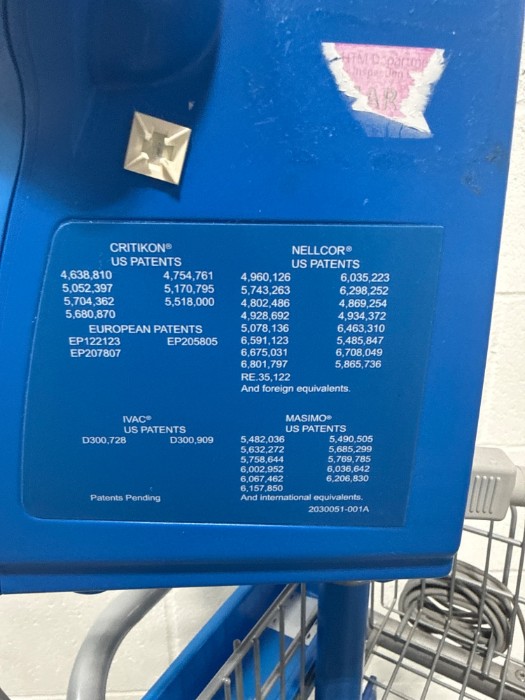 AR
CRITIKON®
US PATENTS
4,638,810 4,754,761
5,052,397 5,170,795
5,704,362 5,518,000
5,680,870
EUROPEAN PATENTS
EP122123 EP205805
EP207807
NELLCOR®
US PATENTS
4,960,126 6,035,223
5,743,263 6,298,252
4,802,486 4,869,254
4,928,692 4,934,372
5,078,136 6,463,310
6,591,123 5,485,847
6,675,031 6,708,049
6,801,797 5,865,736
RE.35,122
And foreign equivalents.
IVAC®
US PATENTS
D300,728 D300,909
Patents Pending
MASIMO®
US PATENTS
5,482,036 5,490,505
5,632,272 5,685,299
5,758,644 5,769,785
6,002,952 6,036,642
6,067,462 6,206,830
6,157,850
And international equivalents.
2030051-001A